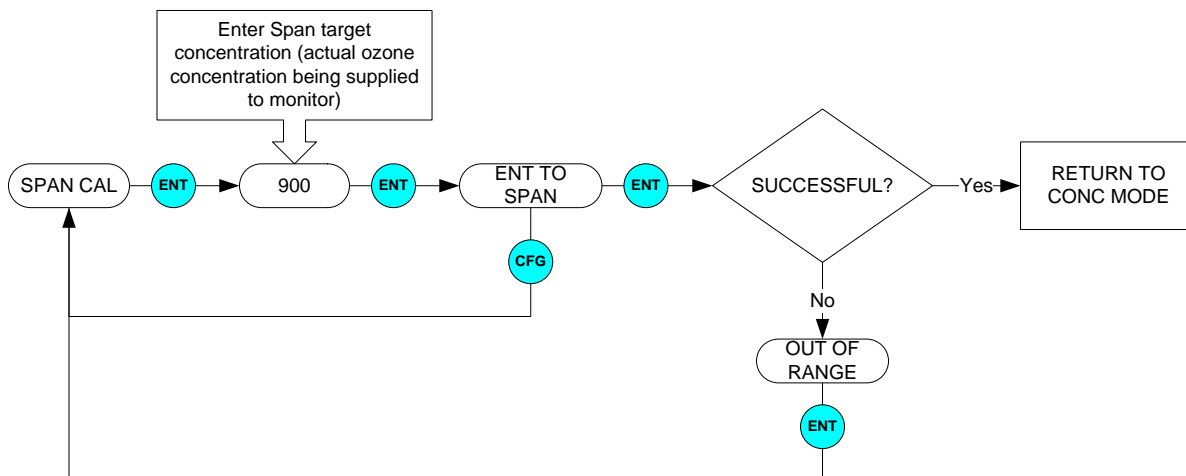 Enter Span target
concentration (actual ozone
concentration being supplied
to monitor)
SPAN CAL
ENT
900
ENT
ENT TO
SPAN
ENT
SUCCESSFUL?
Yes
RETURN TO
CONC MODE
CFG
No
OUT OF
RANGE
ENT